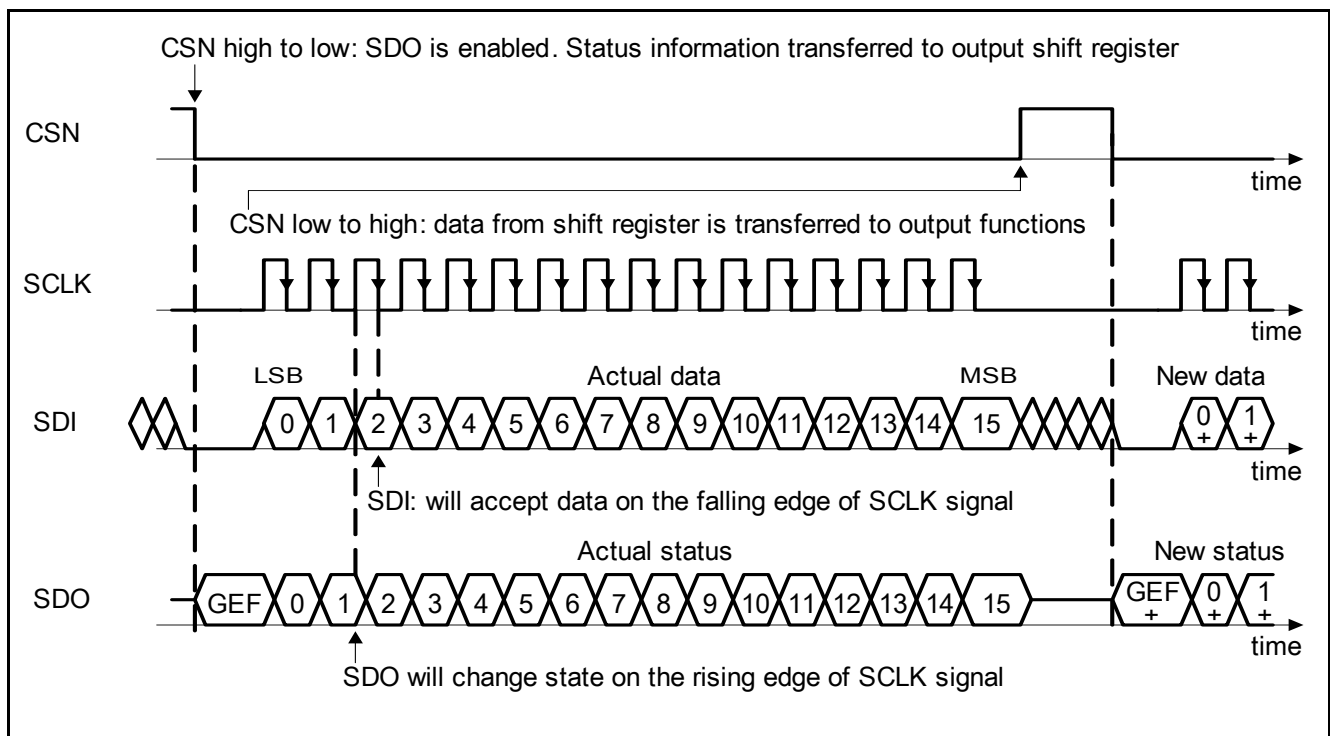 CSN high to low: SDO is enabled. Status information transferred to output shift register
CSN
time
CSN low to high: data from shift register is transferred to output functions
SCLK
time
LSB Actual data MSB New data
SDI 0 1 2 3 4 5 6 7 8 9 10 11 12 13 14 15 0+ 1+
time
SDI: will accept data on the falling edge of SCLK signal
Actual status New status
SDO GEF 0 1 2 3 4 5 6 7 8 9 10 11 12 13 14 15 GEF+ 0+ 1+
time
SDO will change state on the rising edge of SCLK signal